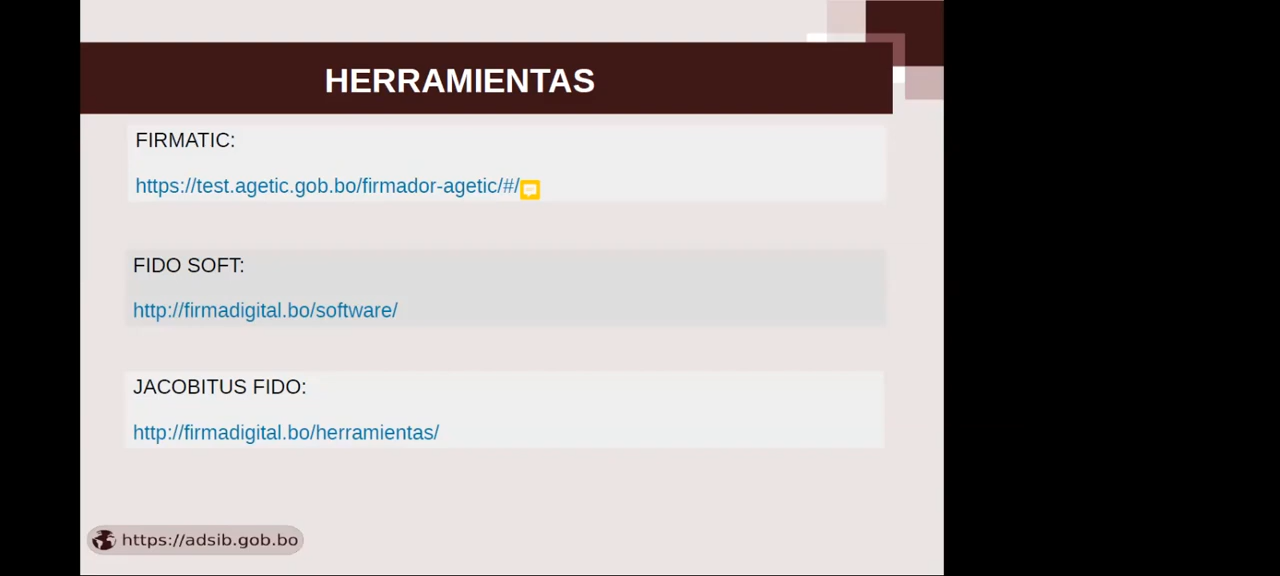 HERRAMIENTAS
FIRMATIC:
https://test.agetic.gob.bo/firmador-agetic/#/
FIDO SOFT:
http://firmadigital.bo/software/
JACOBITUS FIDO:
http://firmadigital.bo/herramientas/
https://adsib.gob.bo